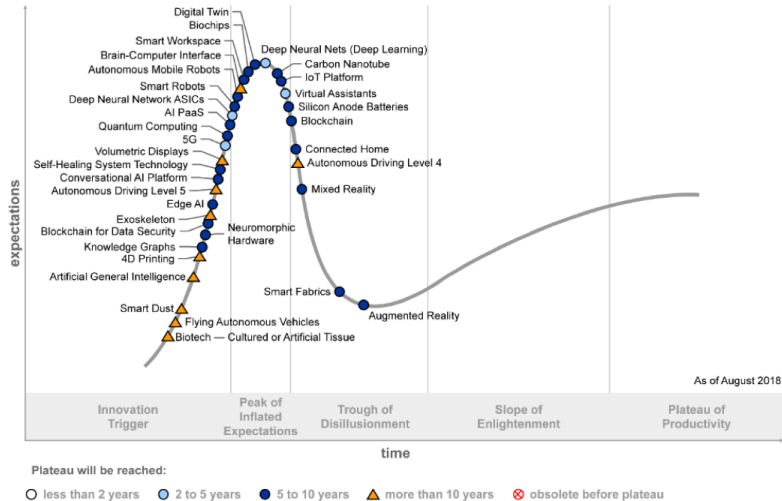 Digital Twin
Biochips
Smart Workspace
Brain-Computer Interface
Autonomous Mobile Robots
Smart Robots
Deep Neural Network ASICs
AI PaaS
Quantum Computing
5G
Volumetric Displays
Self-Healing System Technology
Conversational AI Platform
Autonomous Driving Level 5
Edge AI
Exoskeleton
Blockchain for Data Security
Neuromorphic
Hardware
Knowledge Graphs
4D Printing
Artificial General Intelligence
Smart Dust
Flying Autonomous Vehicles
Biotech — Cultured or Artificial Tissue
Deep Neural Nets (Deep Learning)
Carbon Nanotube
IoT Platform
Virtual Assistants
Silicon Anode Batteries
Blockchain
Connected Home
Autonomous Driving Level 4
Mixed Reality
Smart Fabrics
Augmented Reality
expectations
As of August 2018
Innovation
Trigger
Peak of
Inflated
Expectations
Trough of
Disillusionment
Slope of
Enlightenment
Plateau of
Productivity
time
Plateau will be reached:
less than 2 years
2 to 5 years
5 to 10 years
more than 10 years
obsolete before plateau